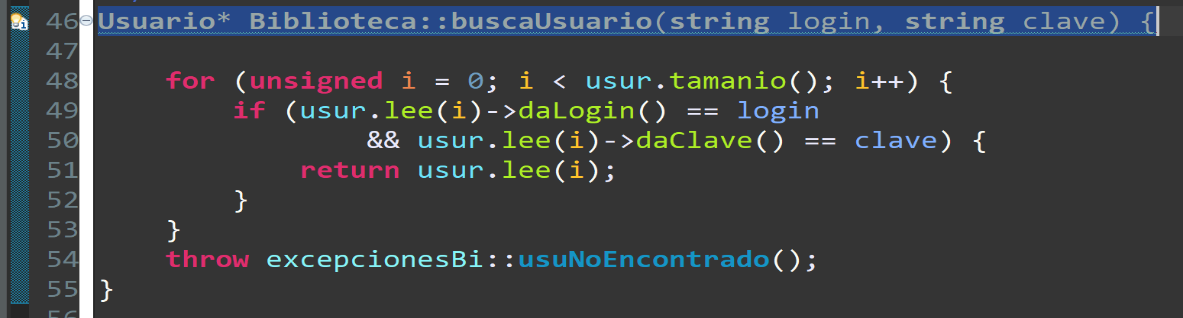 46 Usuario* Biblioteca::buscaUsuario(string login, string clave) {
47
48     for (unsigned i = 0; i < usur.tamanio(); i++) {
49         if (usur.lee(i)->daLogin() == login
50                 && usur.lee(i)->daClave() == clave) {
51             return usur.lee(i);
52         }
53     }
54     throw excepcionesBi::usuNoEncontrado();
55 }